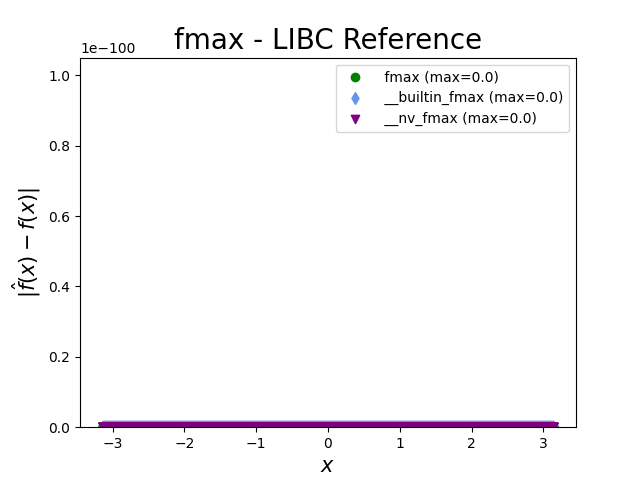 fmax - LIBC Reference
1e−100
fmax (max=0.0)
__builtin_fmax (max=0.0)
__nv_fmax (max=0.0)
1.0
0.8
0.6
0.4
0.2
0.0
|f̂(x) − f(x)|
−3 −2 −1 0 1 2 3
x